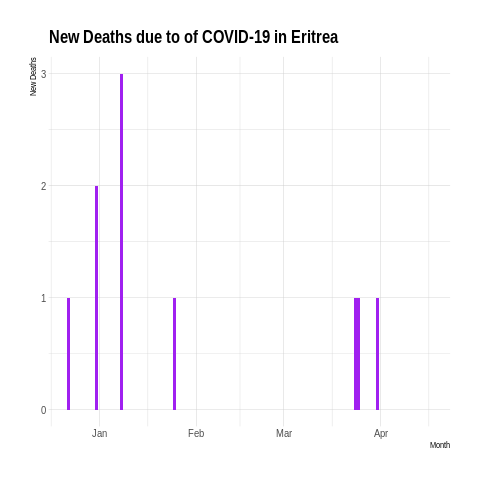 New Deaths due to of COVID-19 in Eritrea
New Deaths
3
2
1
0
Jan Feb Mar Apr
Month